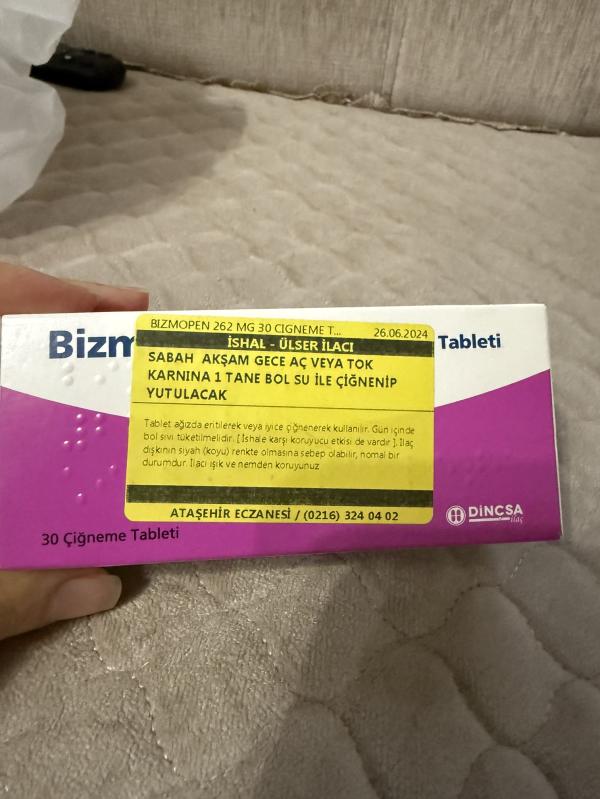 BIZMOPEN 262 MG 30 CIGNEME T... 26.06.2024
İSHAL - ÜLSER İLACI
Bizm Tableti
SABAH AKŞAM GECE AÇ VEYA TOK
KARNINA 1 TANE BOL SU İLE ÇİĞNENİP
YUTULACAK
Tablet ağızda eritilerek veya iyice çiğnenerek kullanılır. Gün içinde
bol sıvı tüketilmelidir. [ İshale karşı koruyucu etkisi de vardır ]. İlaç
dışkının siyah (koyu) renkte olmasına sebep olabilir, nomal bir
durumdur. İlacı ışık ve nemden koruyunuz
ATAŞEHİR ECZANESİ / (0216) 324 04 02
DİNÇSA
ilaç
30 Çiğneme Tableti